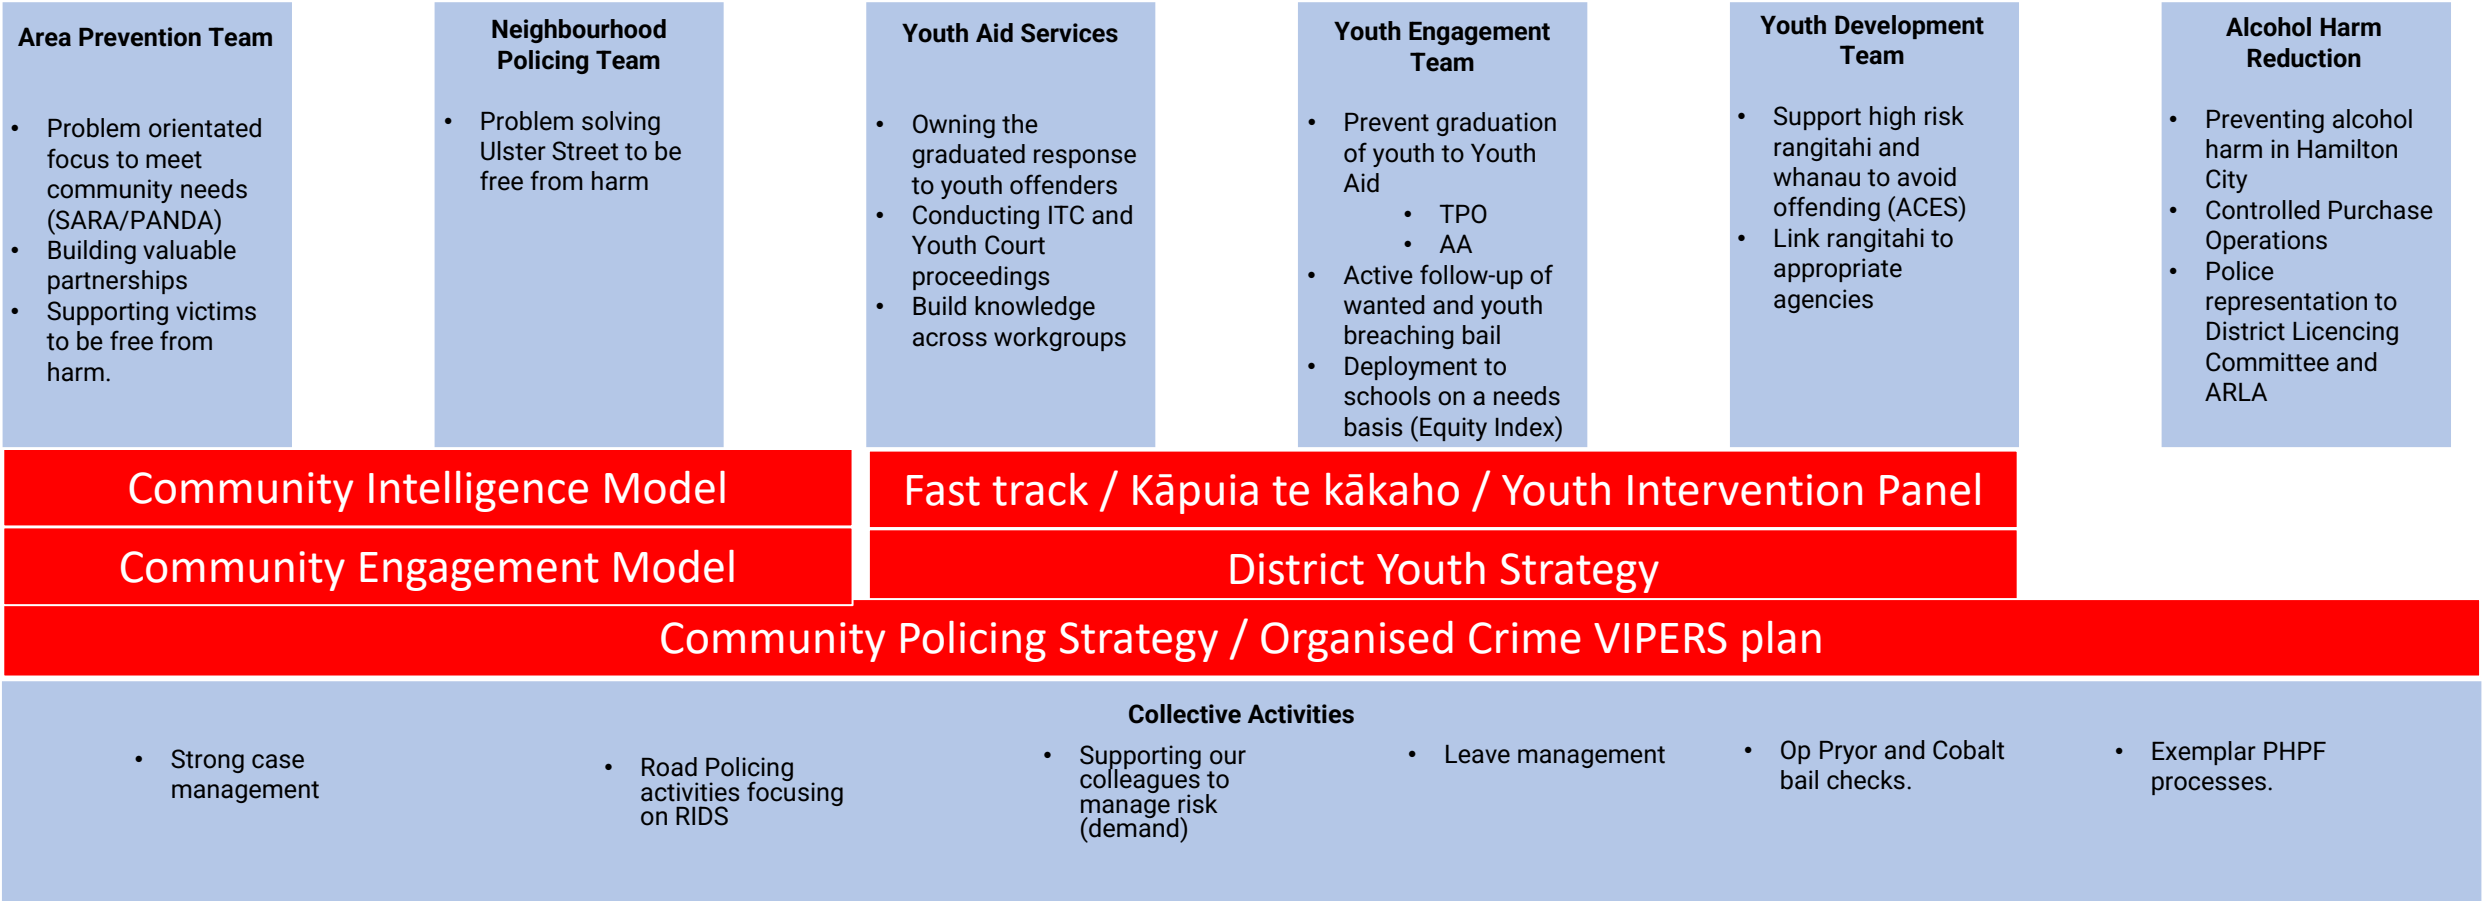 Area Prevention Team
• Problem orientated
focus to meet
community needs
(SARA/PANDA)
• Building valuable
partnerships
• Supporting victims
to be free from
harm.
Neighbourhood
Policing Team
• Problem solving
Ulster Street to be
free from harm
Youth Aid Services
• Owning the
graduated response
to youth offenders
• Conducting ITC and
Youth Court
proceedings
• Build knowledge
across workgroups
Youth Engagement
Team
• Prevent graduation
of youth to Youth
Aid
• TPO
• AA
• Active follow-up of
wanted and youth
breaching bail
• Deployment to
schools on a needs
basis (Equity Index)
Youth Development
Team
• Support high risk
rangitahi and
whanau to avoid
offending (ACES)
• Link rangitahi to
appropriate
agencies
Alcohol Harm
Reduction
• Preventing alcohol
harm in Hamilton
City
• Controlled Purchase
Operations
• Police
representation to
District Licencing
Committee and
ARLA
Community Intelligence Model
Fast track / Kāpuia te kākaho / Youth Intervention Panel
Community Engagement Model
District Youth Strategy
Community Policing Strategy / Organised Crime VIPERS plan
Collective Activities
• Strong case
management
• Road Policing
activities focusing
on RIDS
• Supporting our
colleagues to
manage risk
(demand)
• Leave management
• Op Pryor and Cobalt
bail checks.
• Exemplar PHPF
processes.